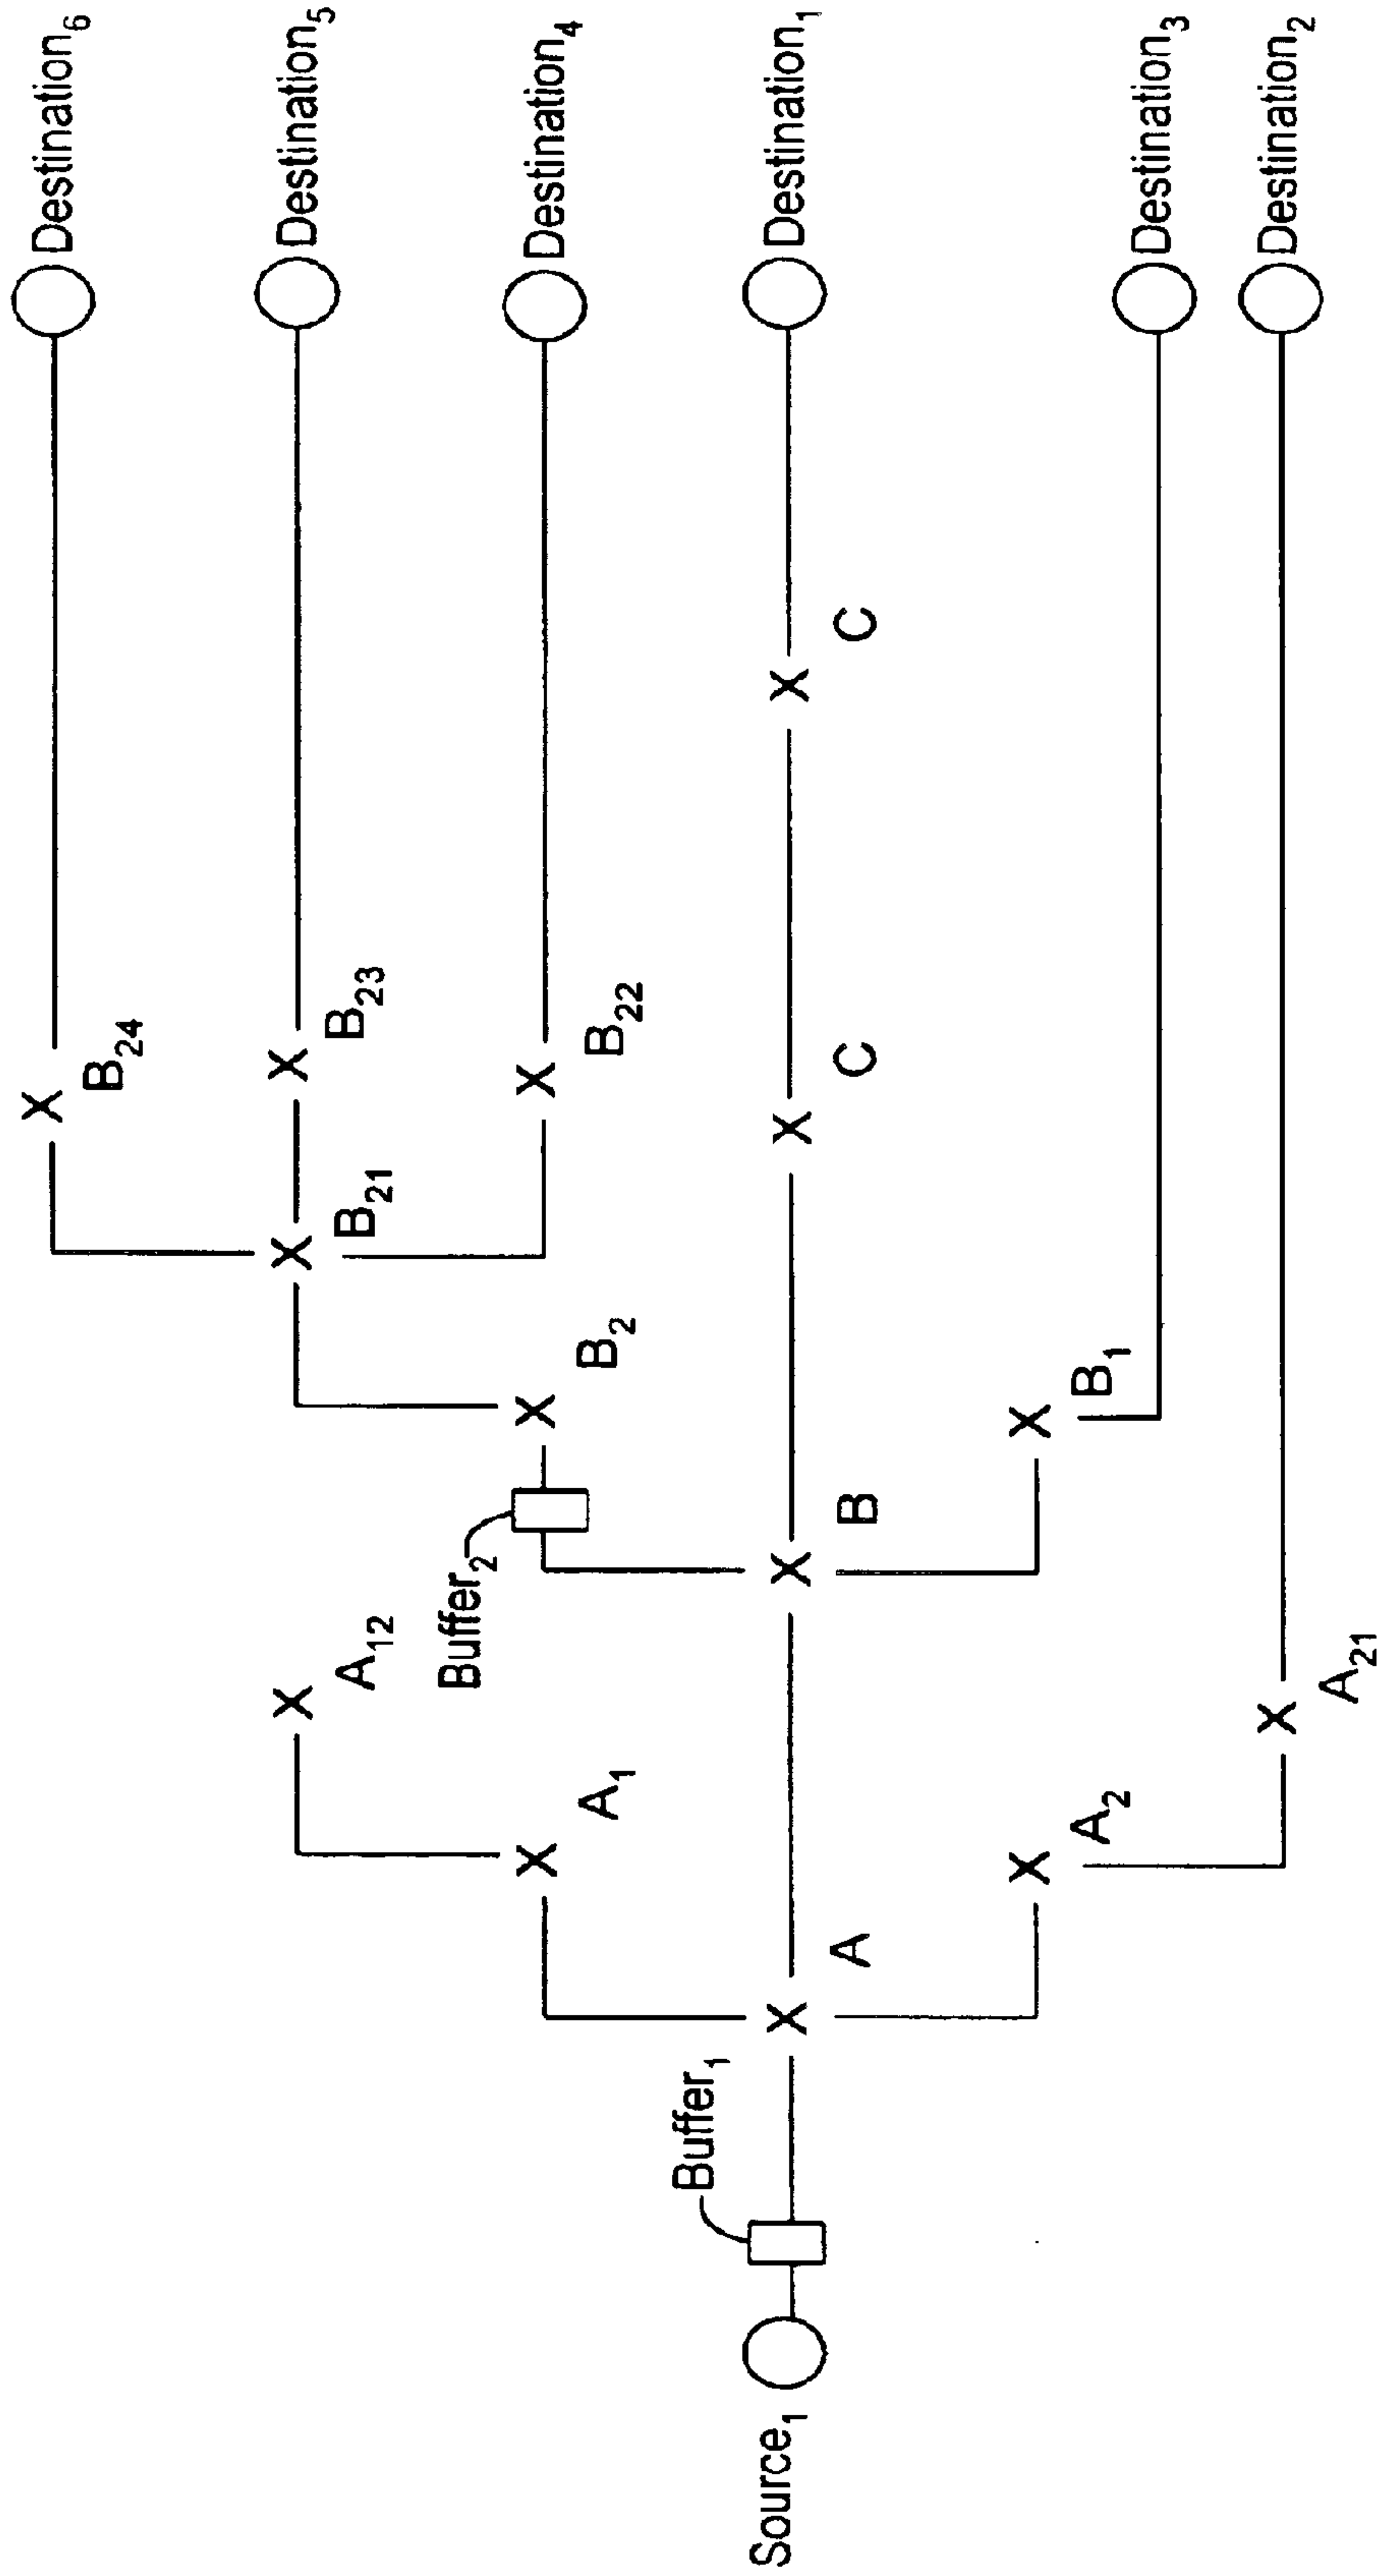 Destination₆
Destination₅
Destination₄
Destination₁
Destination₃
Destination₂
B₂₄
B₂₃
B₂₂
B₂₁
C
C
B₂
B₁
B
Buffer₂
A₁₂
A₂₁
A₁
A₂
A
Buffer₁
Source₁